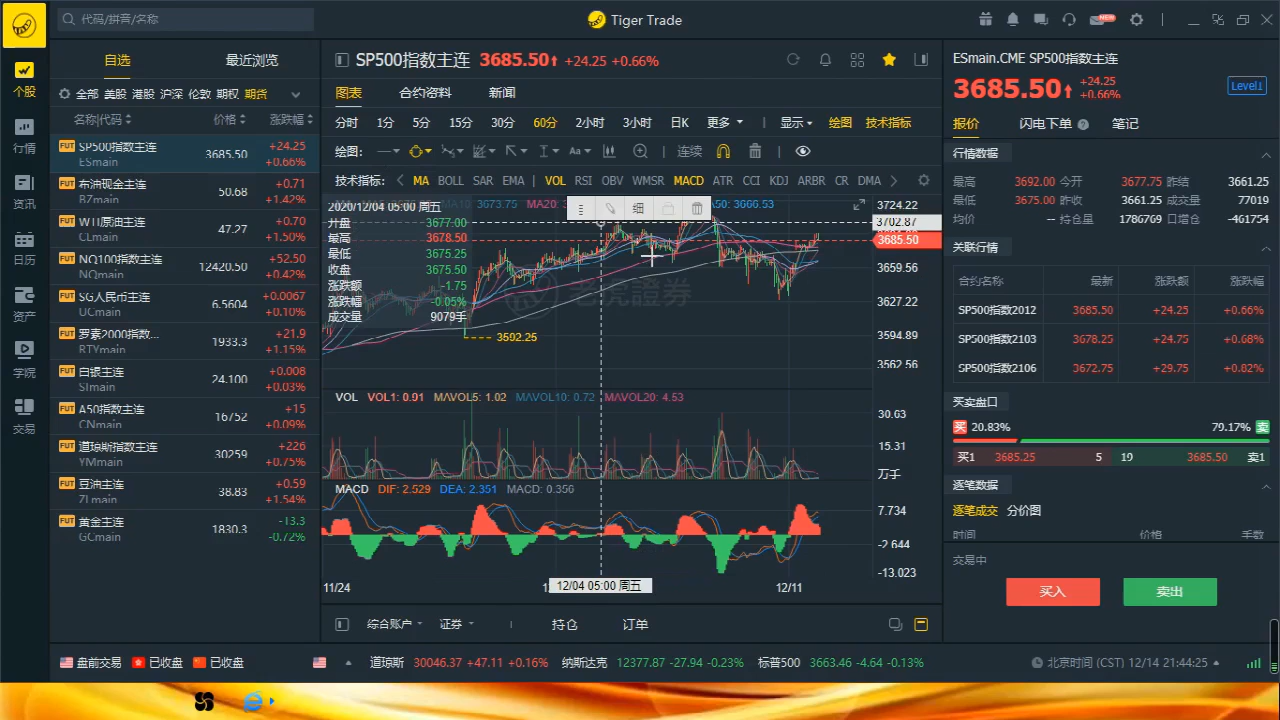 代码/拼音/名称
Tiger Trade
NEW
个股
行情
资讯
日历
资产
学院
交易
自选
最近浏览
全部 美股 港股 沪深 伦敦 期权 期货
名称|代码
价格
涨跌幅
FUT SP500指数主连 3685.50 +24.25
ESmain +0.66%
FUT 布油现金主连 50.68 +0.71
BZmain +1.42%
FUT WTI原油主连 47.27 +0.70
CLmain +1.50%
FUT NQ100指数主连 12420.50 +52.50
NQmain +0.42%
FUT SG人民币主连 6.5604 +0.0067
UCmain +0.10%
FUT 罗素2000指数... 1933.3 +21.9
RTYmain +1.15%
FUT 白银主连 24.100 +0.008
SImain +0.03%
FUT A50指数主连 16752 +15
CNmain +0.09%
FUT 道琼斯指数主连 30259 +226
YMmain +0.75%
FUT 豆油主连 38.83 +0.59
ZLmain +1.54%
FUT 黄金主连 1830.3 -13.3
GCmain -0.72%
SP500指数主连 3685.50 +24.25 +0.66%
图表 合约资料 新闻
分时 1分 5分 15分 30分 60分 2小时 3小时 日K 更多 显示 绘图 技术指标
绘图: Aa 连续
技术指标: MA BOLL SAR EMA VOL RSI OBV WMSR MACD ATR CCI KDJ ARBR CR DMA
2020/12/04 05:00 周五
MA10: 3673.75 MA20: 
A50: 3666.53
细
开盘 3677.00
最高 3678.50
最低 3675.25
收盘 3675.50
涨跌额 -1.75
涨跌幅 -0.05%
成交量 9079手
老虎證券
3592.25
3724.22
3702.87
3685.50
3659.56
3627.22
3594.89
3562.56
VOL VOL1: 0.91 MAVOL5: 1.02 MAVOL10: 0.72 MAVOL20: 4.53
30.63
15.31
万手
MACD DIF: 2.529 DEA: 2.351 MACD: 0.356
7.734
-2.644
-13.023
11/24
12/04 05:00 周五
12/11
综合账户 证券 持仓 订单
ESmain.CME SP500指数主连
3685.50 +24.25
+0.66%
Level1
报价 闪电下单 笔记
行情数据
最高 3692.00 今开 3677.75 昨结 3661.25
最低 3675.00 昨收 3661.25 成交量 77019
均价 -- 持仓量 1786769 日增仓 -461754
关联行情
合约名称 最新 涨跌额 涨跌幅
SP500指数2012 3685.50 +24.25 +0.66%
SP500指数2103 3678.25 +24.75 +0.68%
SP500指数2106 3672.75 +29.75 +0.82%
买卖盘口
买 20.83% 79.17% 卖
买1 3685.25 5 19 3685.50 卖1
逐笔数据
逐笔成交 分价图
时间 价格 手数
交易中
买入 卖出
盘前交易 已收盘 已收盘
道琼斯 30046.37 +47.11 +0.16% 纳斯达克 12377.87 -27.94 -0.23% 标普500 3663.46 -4.64 -0.13%
北京时间 (CST) 12/14 21:44:25